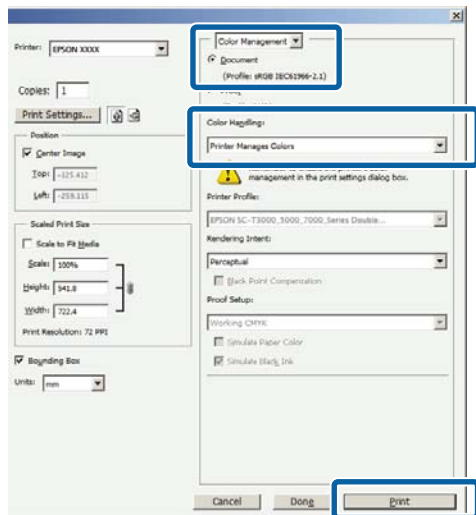 Printer: EPSON XXXX
Copies: 1
Print Settings...
Position
Center Image
Top: -125.412
Left: -259.115
Scaled Print Size
Scale to Fit Media
Scale: 100%
Height: 541.8
Width: 722.4
Print Resolution: 72 PPI
Bounding Box
Units: mm
Color Management
Document
(Profile: sRGB IEC61966-2.1)
Color Handling:
Printer Manages Colors
management in the print settings dialog box.
Printer Profile:
EPSON SC-T3000_5000_7000_Series Double...
Rendering Intent:
Perceptual
Black Point Compensation
Proof Setup:
Working CMYK
Simulate Paper Color
Simulate Black Ink
Cancel
Done
Print